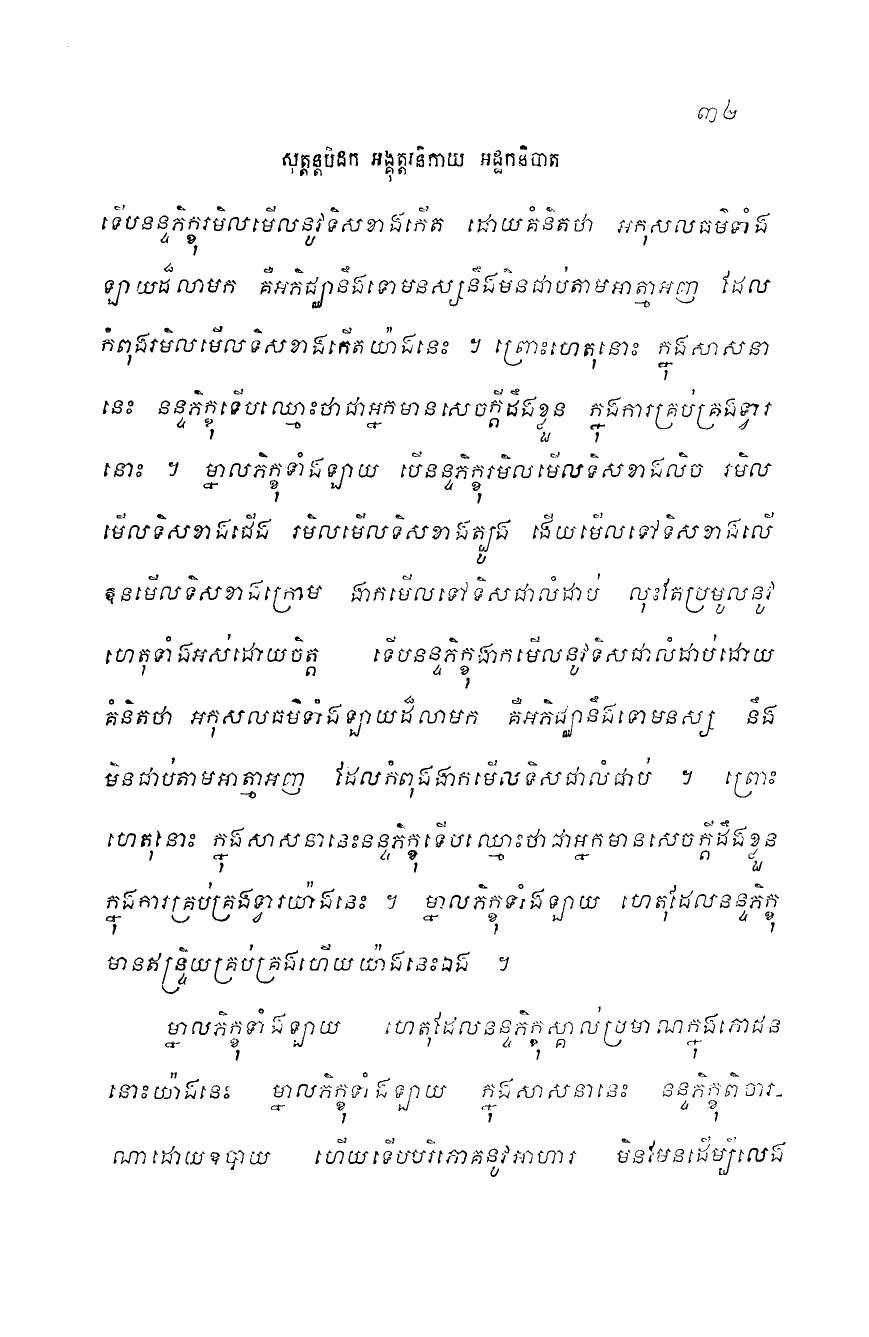 ៣៤
សុត្តន្តបិដក អង្គុត្តរនិកាយ អដ្ឋកនិបាត
ទើបនន្ទភិក្ខុរមិលមើលនូវទិសខាងកើត ដោយគំនិតថា អកុសលធម៌ទាំង
ឡាយដ៏លាមក គឺអភិជ្ឈានឹងទោមនស្សនឹងមិនជាប់តាមអាត្មាអញ ដែល
កំពុងរមិលមើលទិសខាងកើតយ៉ាងនេះ ។ ព្រោះហេតុនោះ ក្នុងសាសនា
នេះ នន្ទភិក្ខុទើបឈ្មោះថាជាអ្នកមានសេចក្តីដឹងខ្លួន ក្នុងការគ្រប់គ្រងទ្វារ
នោះ ។ ម្នាលភិក្ខុទាំងឡាយ បើនន្ទភិក្ខុរមិលមើលទិសខាងលិច រមិល
មើលទិសខាងជើង រមិលមើលទិសខាងត្បូង ងើយមើលទៅទិសខាងលើ
ឱនមើលទិសខាងក្រោម ងាកមើលទៅទិសជាលំដាប់ លុះតែប្រមូលនូវ
ហេតុទាំងអស់ដោយចិត្ត ទើបនន្ទភិក្ខុងាកមើលនូវទិសជាលំដាប់ដោយ
គំនិតថា អកុសលធម៌ទាំងឡាយដ៏លាមក គឺអភិជ្ឈានឹងទោមនស្ស នឹង
មិនជាប់តាមអាត្មាអញ ដែលកំពុងងាកមើលទិសជាលំដាប់ ។ ព្រោះ
ហេតុនោះ ក្នុងសាសនានេះនន្ទភិក្ខុទើបឈ្មោះថាជាអ្នកមានសេចក្តីដឹងខ្លួន
ក្នុងការគ្រប់គ្រងទ្វារយ៉ាងនេះ ។ ម្នាលភិក្ខុទាំងឡាយ ហេតុដែលនន្ទភិក្ខុ
មានឥន្ទ្រិយគ្រប់គ្រងហើយយ៉ាងនេះឯង ។
ម្នាលភិក្ខុទាំងឡាយ ហេតុដែលនន្ទភិក្ខុស្គាល់ប្រមាណក្នុងភោជន
នោះយ៉ាងនេះ ម្នាលភិក្ខុទាំងឡាយ ក្នុងសាសនានេះ នន្ទភិក្ខុពិចារ-
ណាដោយឧបាយ ហើយទើបបរិភោគនូវអាហារ មិនមែនដើម្បីលេង